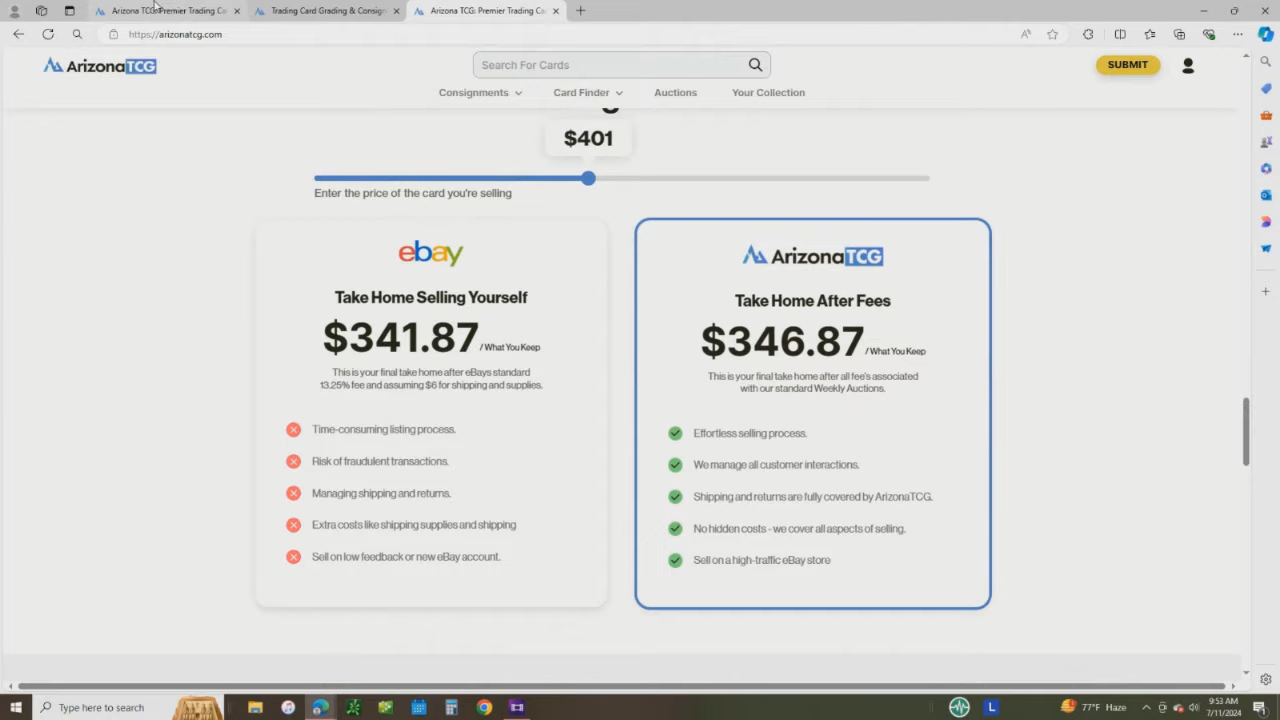 Arizona TCG: Premier Trading Ca
Trading Card Grading & Consign
Arizona TCG: Premier Trading Ca
https://arizonatcg.com
ArizonaTCG
Search For Cards
SUBMIT
Consignments
Card Finder
Auctions
Your Collection
$401
Enter the price of the card you're selling
ebay
Take Home Selling Yourself
$341.87 / What You Keep
This is your final take home after eBays standard
13.25% fee and assuming $6 for shipping and supplies.
Time-consuming listing process.
Risk of fraudulent transactions.
Managing shipping and returns.
Extra costs like shipping supplies and shipping
Sell on low feedback or new eBay account.
ArizonaTCG
Take Home After Fees
$346.87 / What You Keep
This is your final take home after all fee's associated
with our standard Weekly Auctions.
Effortless selling process.
We manage all customer interactions.
Shipping and returns are fully covered by ArizonaTCG.
No hidden costs - we cover all aspects of selling.
Sell on a high-traffic eBay store
Type here to search
L
77°F Haze
9:53 AM
7/11/2024